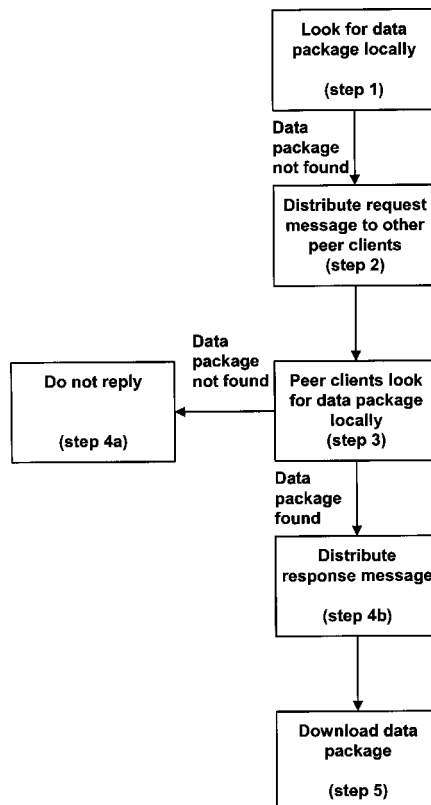 Look for data
package locally
(step 1)
Data
package
not found
Distribute request
message to other
peer clients
(step 2)
Data
package
not found
Do not reply
(step 4a)
Peer clients look
for data package
locally
(step 3)
Data
package
found
Distribute
response message
(step 4b)
Download data
package
(step 5)